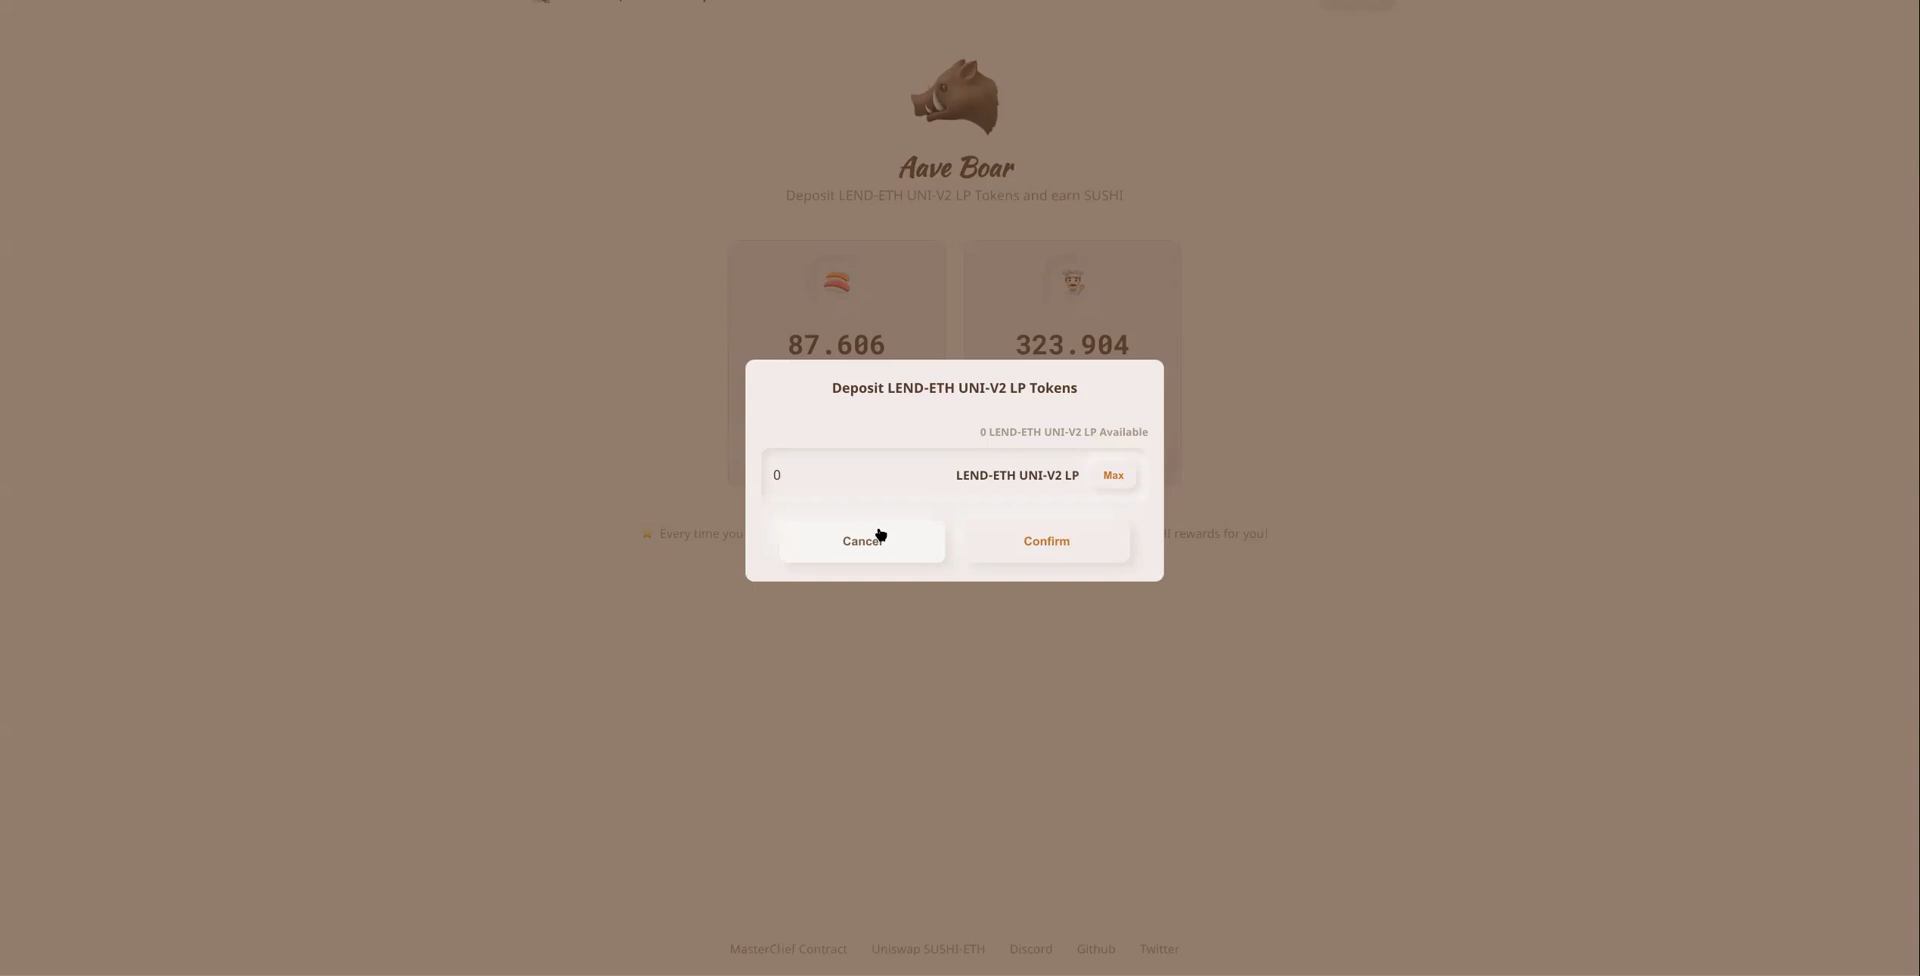 Aave Boar
Deposit LEND-ETH UNI-V2 LP Tokens and earn SUSHI
87.606
323.904
Deposit LEND-ETH UNI-V2 LP Tokens
0 LEND-ETH UNI-V2 LP Available
0
LEND-ETH UNI-V2 LP
Max
Every time you
rewards for you!
Cancel
Confirm
MasterChief Contract
Uniswap SUSHI-ETH
Discord
Github
Twitter